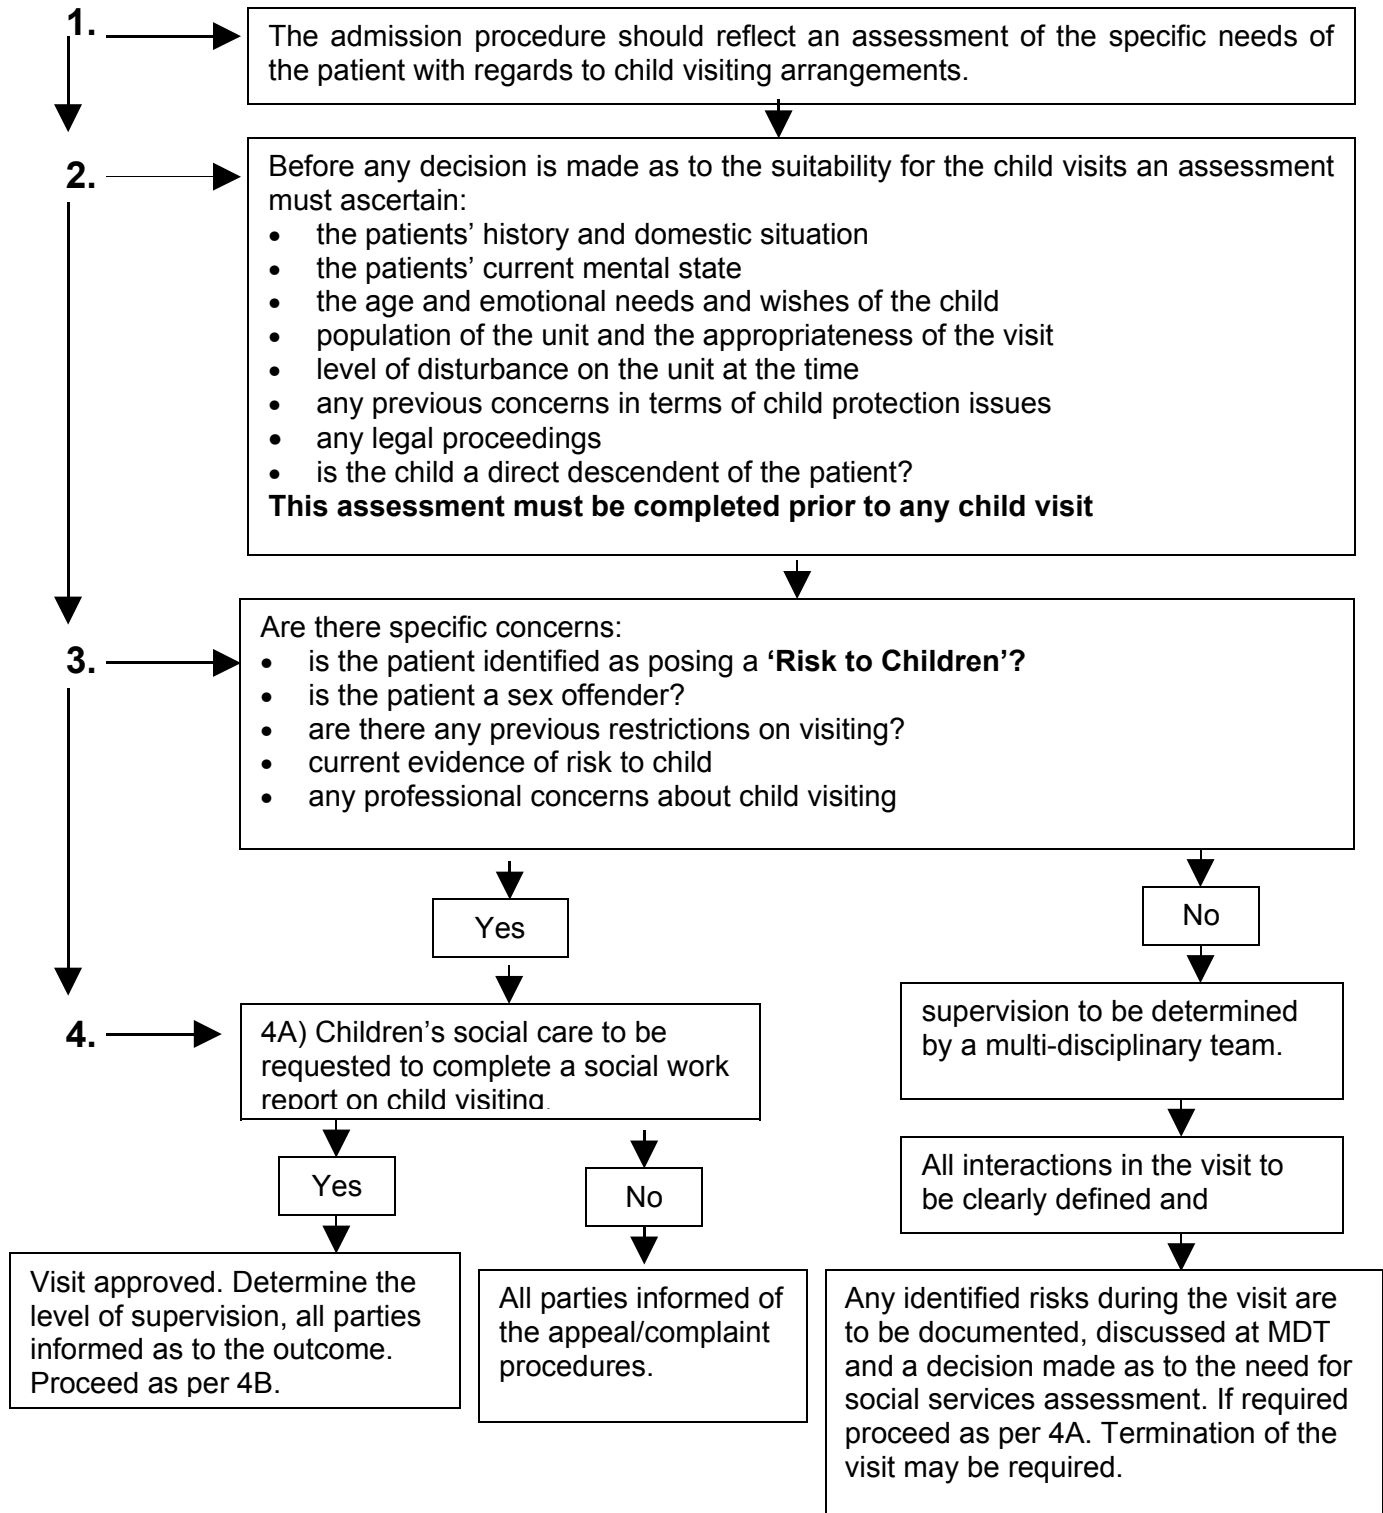 1.
The admission procedure should reflect an assessment of the specific needs of
the patient with regards to child visiting arrangements.
2.
Before any decision is made as to the suitability for the child visits an assessment
must ascertain:
• the patients’ history and domestic situation
• the patients’ current mental state
• the age and emotional needs and wishes of the child
• population of the unit and the appropriateness of the visit
• level of disturbance on the unit at the time
• any previous concerns in terms of child protection issues
• any legal proceedings
• is the child a direct descendent of the patient?
This assessment must be completed prior to any child visit
3.
Are there specific concerns:
• is the patient identified as posing a ‘Risk to Children’?
• is the patient a sex offender?
• are there any previous restrictions on visiting?
• current evidence of risk to child
• any professional concerns about child visiting
Yes
No
4.
4A) Children’s social care to be
requested to complete a social work
report on child visiting.
supervision to be determined
by a multi-disciplinary team.
Yes
No
All interactions in the visit to
be clearly defined and
Visit approved. Determine the
level of supervision, all parties
informed as to the outcome.
Proceed as per 4B.
All parties informed of
the appeal/complaint
procedures.
Any identified risks during the visit are
to be documented, discussed at MDT
and a decision made as to the need for
social services assessment. If required
proceed as per 4A. Termination of the
visit may be required.